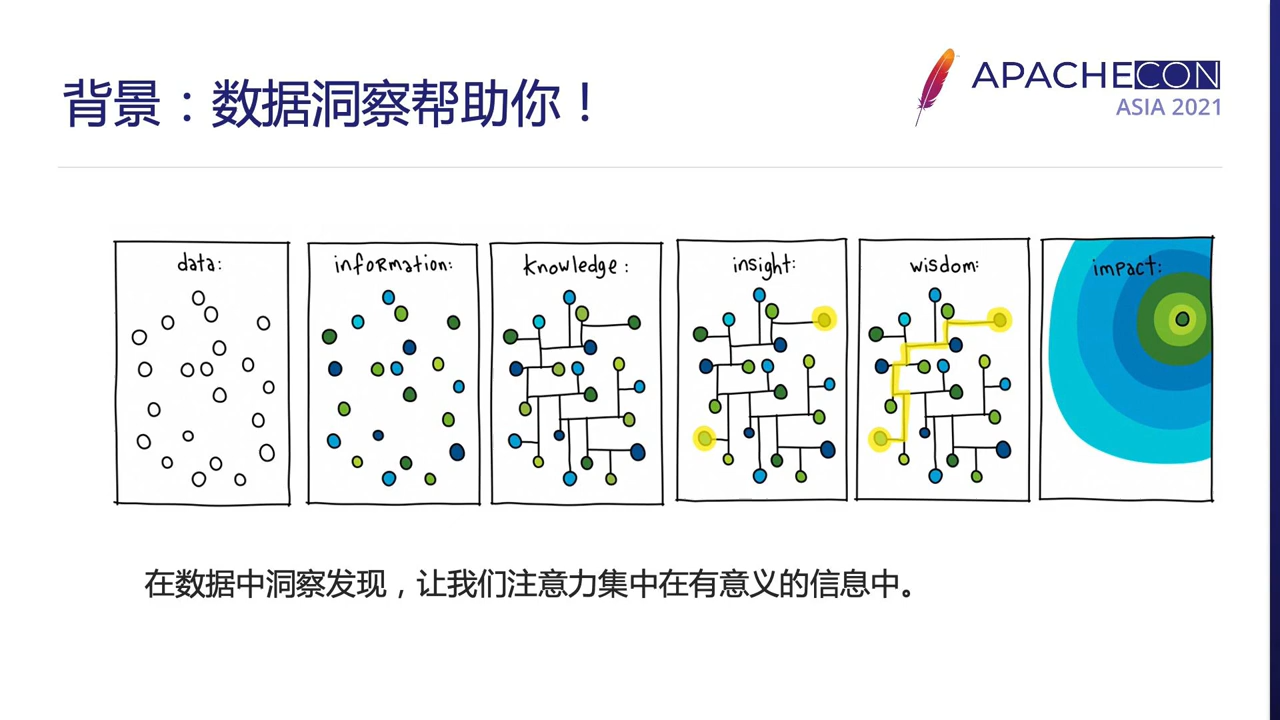 背景：数据洞察帮助你！
APACHECON
ASIA 2021
data:
information:
knowledge:
insight:
wisdom:
impact:
在数据中洞察发现，让我们注意力集中在有意义的信息中。